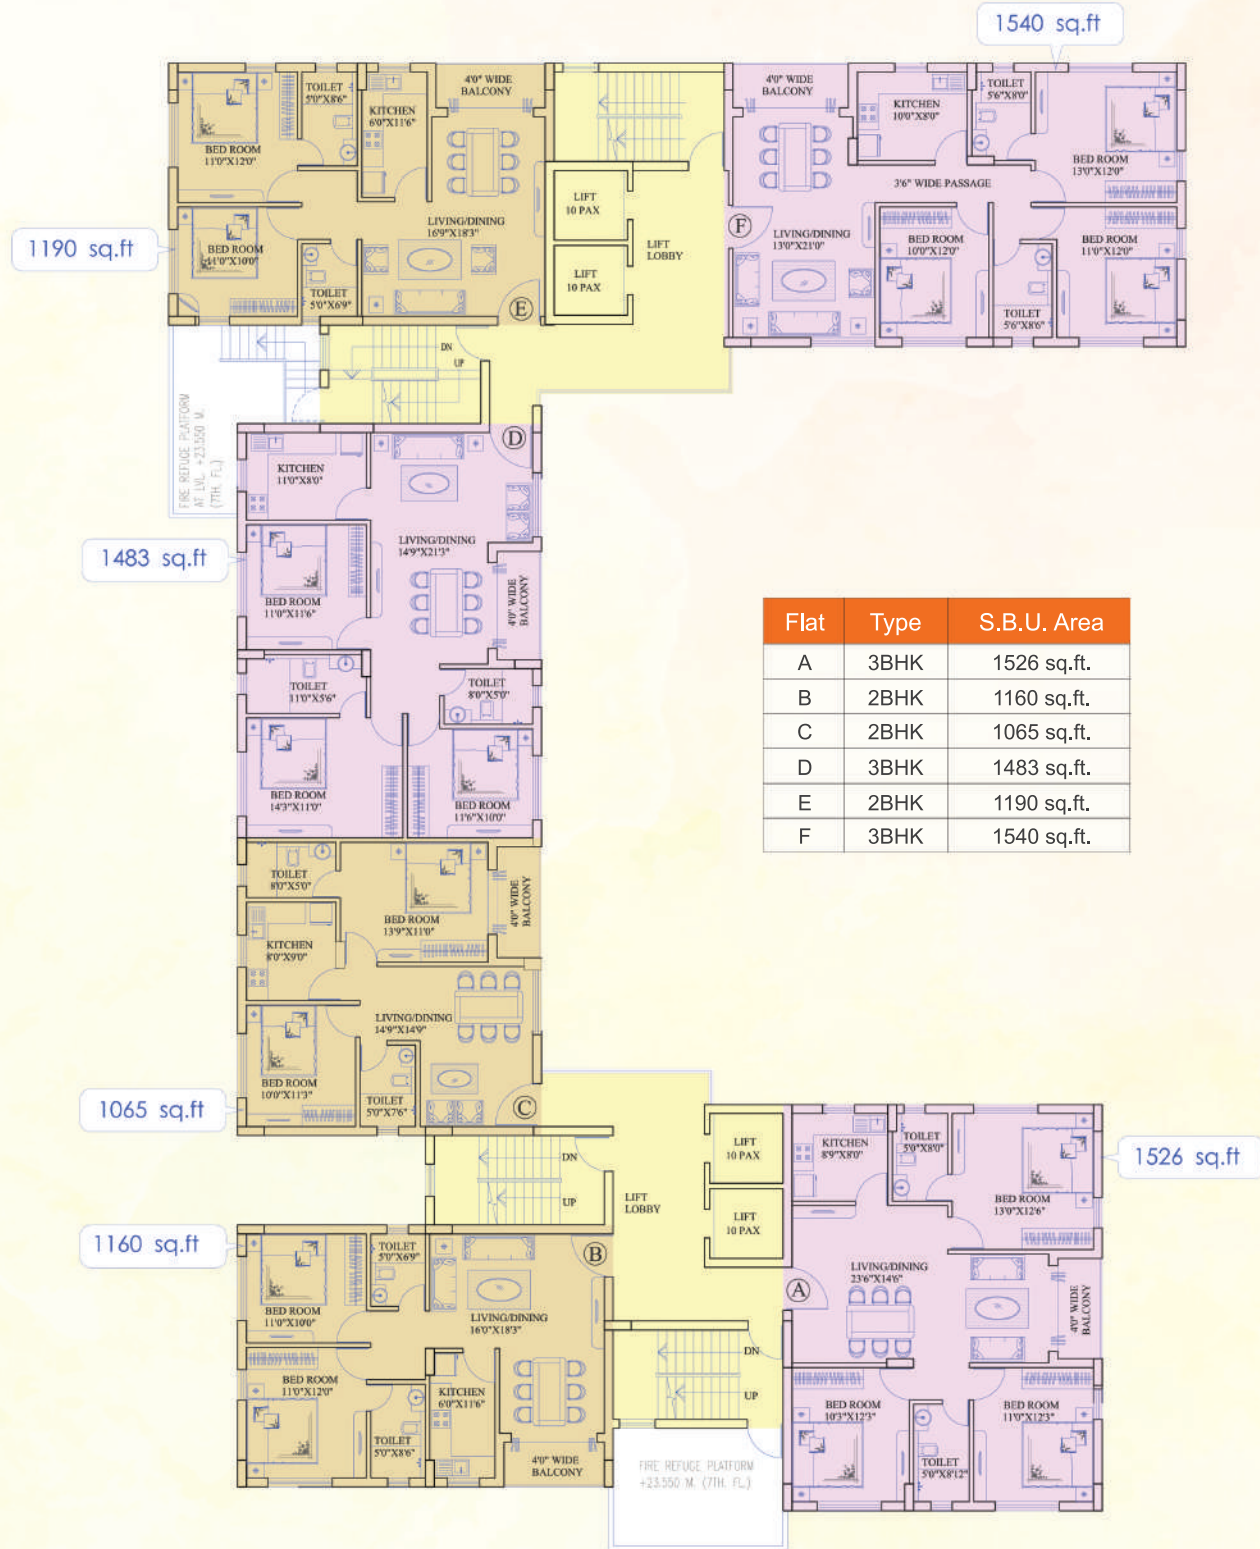 1540 sq.ft
BED ROOM
11'0"X12'0"
TOILET
5'0"X8'6"
KITCHEN
6'0"X11'6"
4'0" WIDE
BALCONY
LIVING/DINING
16'9"X18'3"
BED ROOM
11'0"X10'0"
TOILET
5'0"X6'9"
E
1190 sq.ft
LIFT
10 PAX
LIFT
10 PAX
LIFT
LOBBY
4'0" WIDE
BALCONY
KITCHEN
10'0"X8'0"
TOILET
5'6"X8'0"
BED ROOM
13'0"X12'0"
3'6" WIDE PASSAGE
F
LIVING/DINING
13'0"X21'0"
BED ROOM
10'0"X12'0"
BED ROOM
11'0"X12'0"
TOILET
5'6"X8'6"
DN
UP
FIRE REFUGE PLATFORM
AT LVL. +23.550 M.
(7TH. FL.)
D
KITCHEN
11'0"X8'0"
LIVING/DINING
14'9"X21'3"
1483 sq.ft
BED ROOM
11'0"X11'6"
4'0" WIDE
BALCONY
TOILET
11'0"X5'6"
TOILET
8'0"X5'0"
BED ROOM
14'3"X11'0"
BED ROOM
11'6"X10'0"
Flat Type S.B.U. Area
A 3BHK 1526 sq.ft.
B 2BHK 1160 sq.ft.
C 2BHK 1065 sq.ft.
D 3BHK 1483 sq.ft.
E 2BHK 1190 sq.ft.
F 3BHK 1540 sq.ft.
TOILET
8'0"X5'0"
BED ROOM
13'9"X11'0"
4'0" WIDE
BALCONY
KITCHEN
8'0"X9'0"
LIVING/DINING
14'9"X14'9"
BED ROOM
10'0"X11'3"
TOILET
5'0"X7'6"
C
1065 sq.ft
DN
UP
LIFT
LOBBY
LIFT
10 PAX
LIFT
10 PAX
KITCHEN
8'9"X8'0"
TOILET
5'0"X8'0"
BED ROOM
13'0"X12'6"
1526 sq.ft
1160 sq.ft
TOILET
5'0"X6'9"
B
BED ROOM
11'0"X10'0"
LIVING/DINING
16'0"X18'3"
A
LIVING/DINING
23'6"X14'6"
4'0" WIDE
BALCONY
BED ROOM
11'0"X12'0"
KITCHEN
6'0"X11'6"
TOILET
5'0"X8'6"
4'0" WIDE
BALCONY
DN
UP
BED ROOM
10'3"X12'3"
BED ROOM
11'0"X12'3"
TOILET
5'0"X8'12"
FIRE REFUGE PLATFORM
+23.550 M. (7TH. FL.)